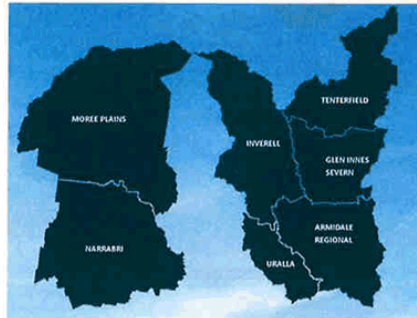 TENTERFIELD
MOREE PLAINS
INVERELL
GLEN INNES
SEVERN
ARMIDALE
REGIONAL
NARRABRI
URALLA